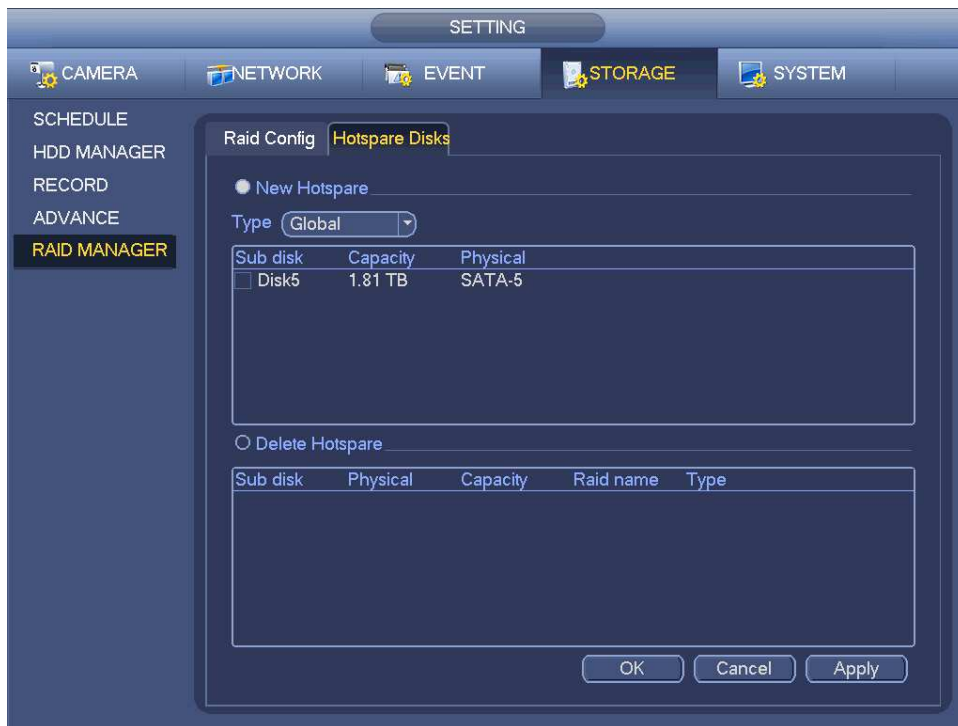 SETTING
CAMERA NETWORK EVENT STORAGE SYSTEM
SCHEDULE
HDD MANAGER
RECORD
ADVANCE
RAID MANAGER
Raid Config Hotspare Disks
New Hotspare
Type Global
Sub disk Capacity Physical
Disk5 1.81 TB SATA-5
Delete Hotspare
Sub disk Physical Capacity Raid name Type
OK Cancel Apply